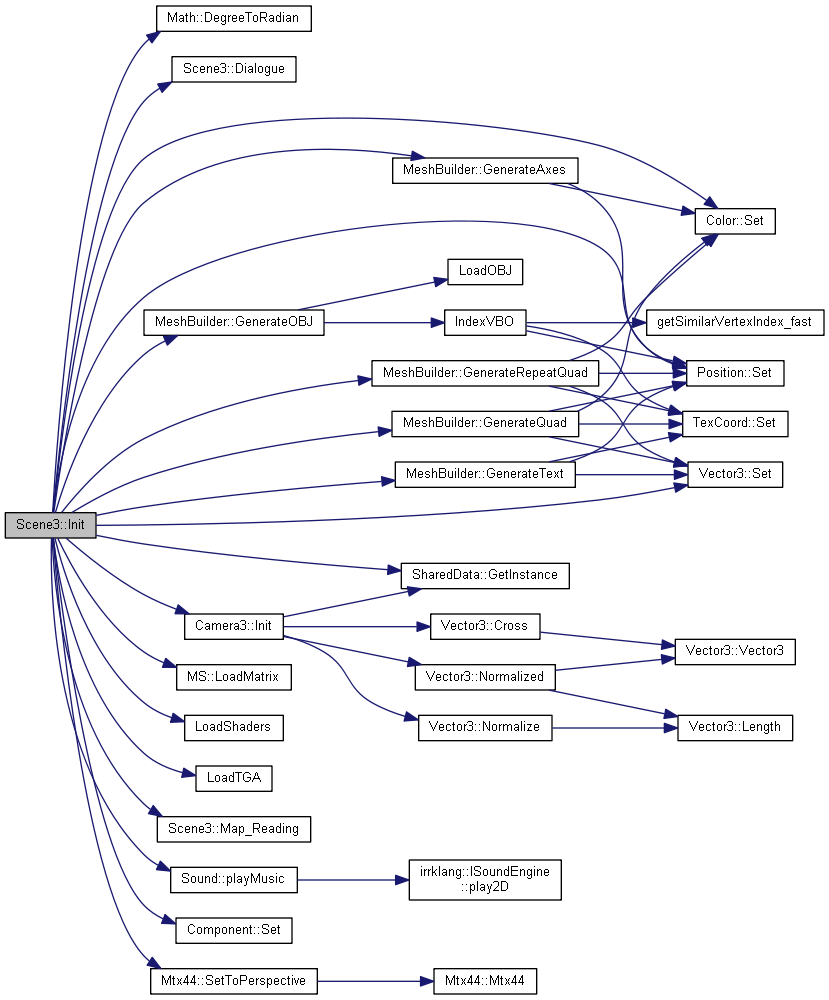 Math::DegreeToRadian
Scene3::Dialogue
MeshBuilder::GenerateAxes
Color::Set
LoadOBJ
MeshBuilder::GenerateOBJ
IndexVBO
getSimilarVertexIndex_fast
MeshBuilder::GenerateRepeatQuad
Position::Set
MeshBuilder::GenerateQuad
TexCoord::Set
MeshBuilder::GenerateText
Vector3::Set
Scene3::Init
SharedData::GetInstance
Camera3::Init
Vector3::Cross
Vector3::Vector3
MS::LoadMatrix
Vector3::Normalized
LoadShaders
Vector3::Normalize
Vector3::Length
LoadTGA
Scene3::Map_Reading
Sound::playMusic
irrklang::ISoundEngine
::play2D
Component::Set
Mtx44::SetToPerspective
Mtx44::Mtx44